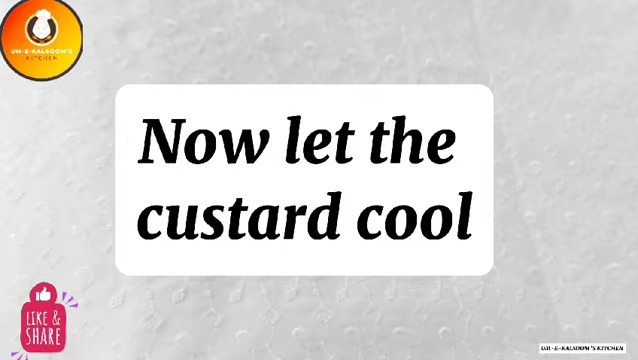 UM-E-KALSOOM'S
KITCHEN
Now let the
custard cool
LIKE &
SHARE
UM-E-KALSOOM'S KITCHEN